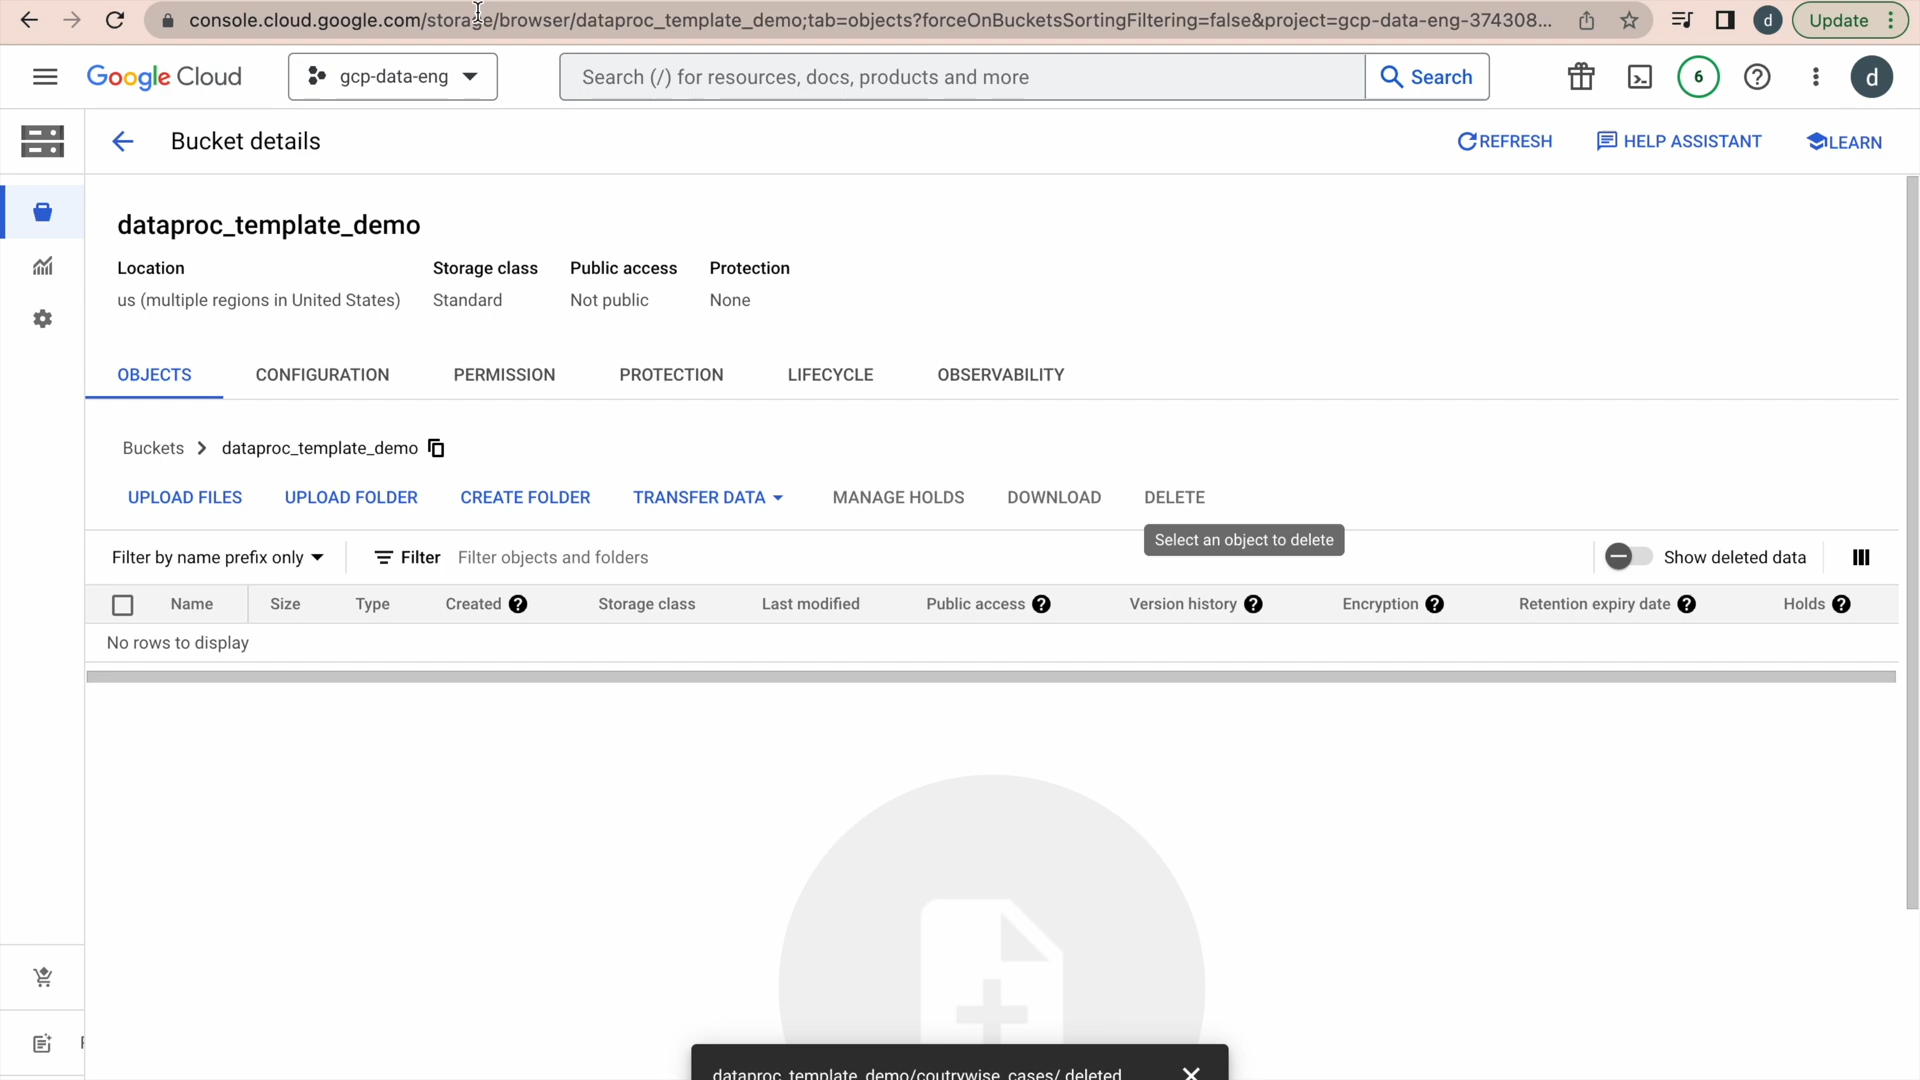 console.cloud.google.com/storage/browser/dataproc_template_demo;tab=objects?forceOnBucketsSortingFiltering=false&project=gcp-data-eng-374308...
d
Update
Google Cloud
gcp-data-eng
Search (/) for resources, docs, products and more
Search
6
d
Bucket details
REFRESH
HELP ASSISTANT
LEARN
dataproc_template_demo
Location Storage class Public access Protection
us (multiple regions in United States) Standard Not public None
OBJECTS CONFIGURATION PERMISSION PROTECTION LIFECYCLE OBSERVABILITY
Buckets > dataproc_template_demo
UPLOAD FILES UPLOAD FOLDER CREATE FOLDER TRANSFER DATA MANAGE HOLDS DOWNLOAD DELETE
Select an object to delete
Filter by name prefix only Filter Filter objects and folders Show deleted data
Name Size Type Created Storage class Last modified Public access Version history Encryption Retention expiry date Holds
No rows to display
dataproc_template_demo/coutrywise_cases/ deleted